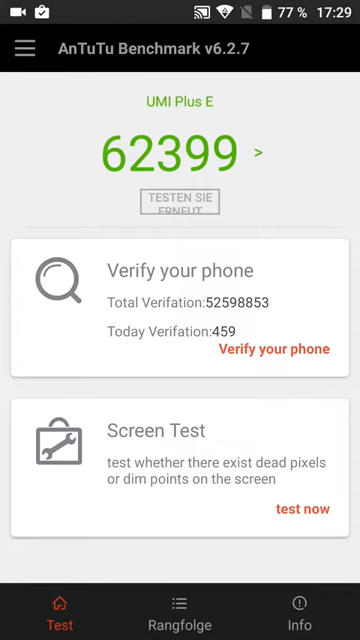 77 % 17:29
AnTuTu Benchmark v6.2.7
UMI Plus E
62399 >
TESTEN SIE
ERNEUT
Verify your phone
Total Verifation:52598853
Today Verifation:459
Verify your phone
Screen Test
test whether there exist dead pixels
or dim points on the screen
test now
Test Rangfolge Info